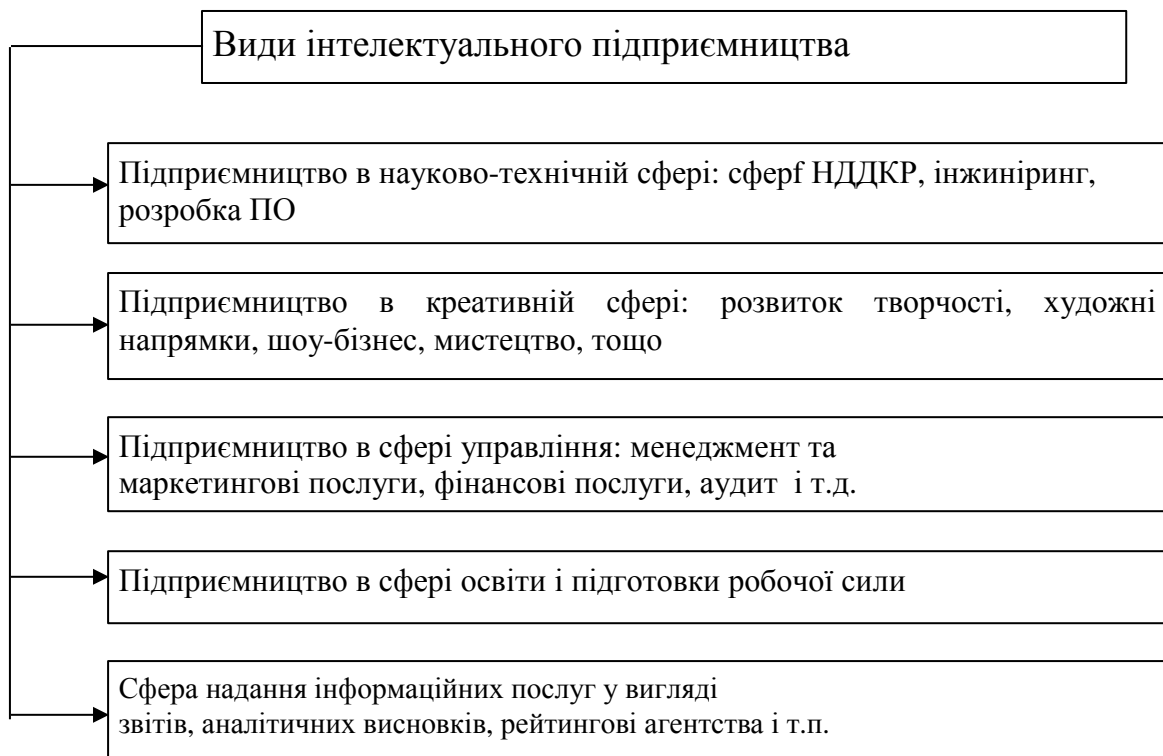 Види інтелектуального підприємництва
Підприємництво в науково-технічній сфері: сферf НДДКР, інжиніринг,
розробка ПО
Підприємництво в креативній сфері: розвиток творчості, художні
напрямки, шоу-бізнес, мистецтво, тощо
Підприємництво в сфері управління: менеджмент та
маркетингові послуги, фінансові послуги, аудит і т.д.
Підприємництво в сфері освіти і підготовки робочої сили
Сфера надання інформаційних послуг у вигляді
звітів, аналітичних висновків, рейтингові агентства і т.п.